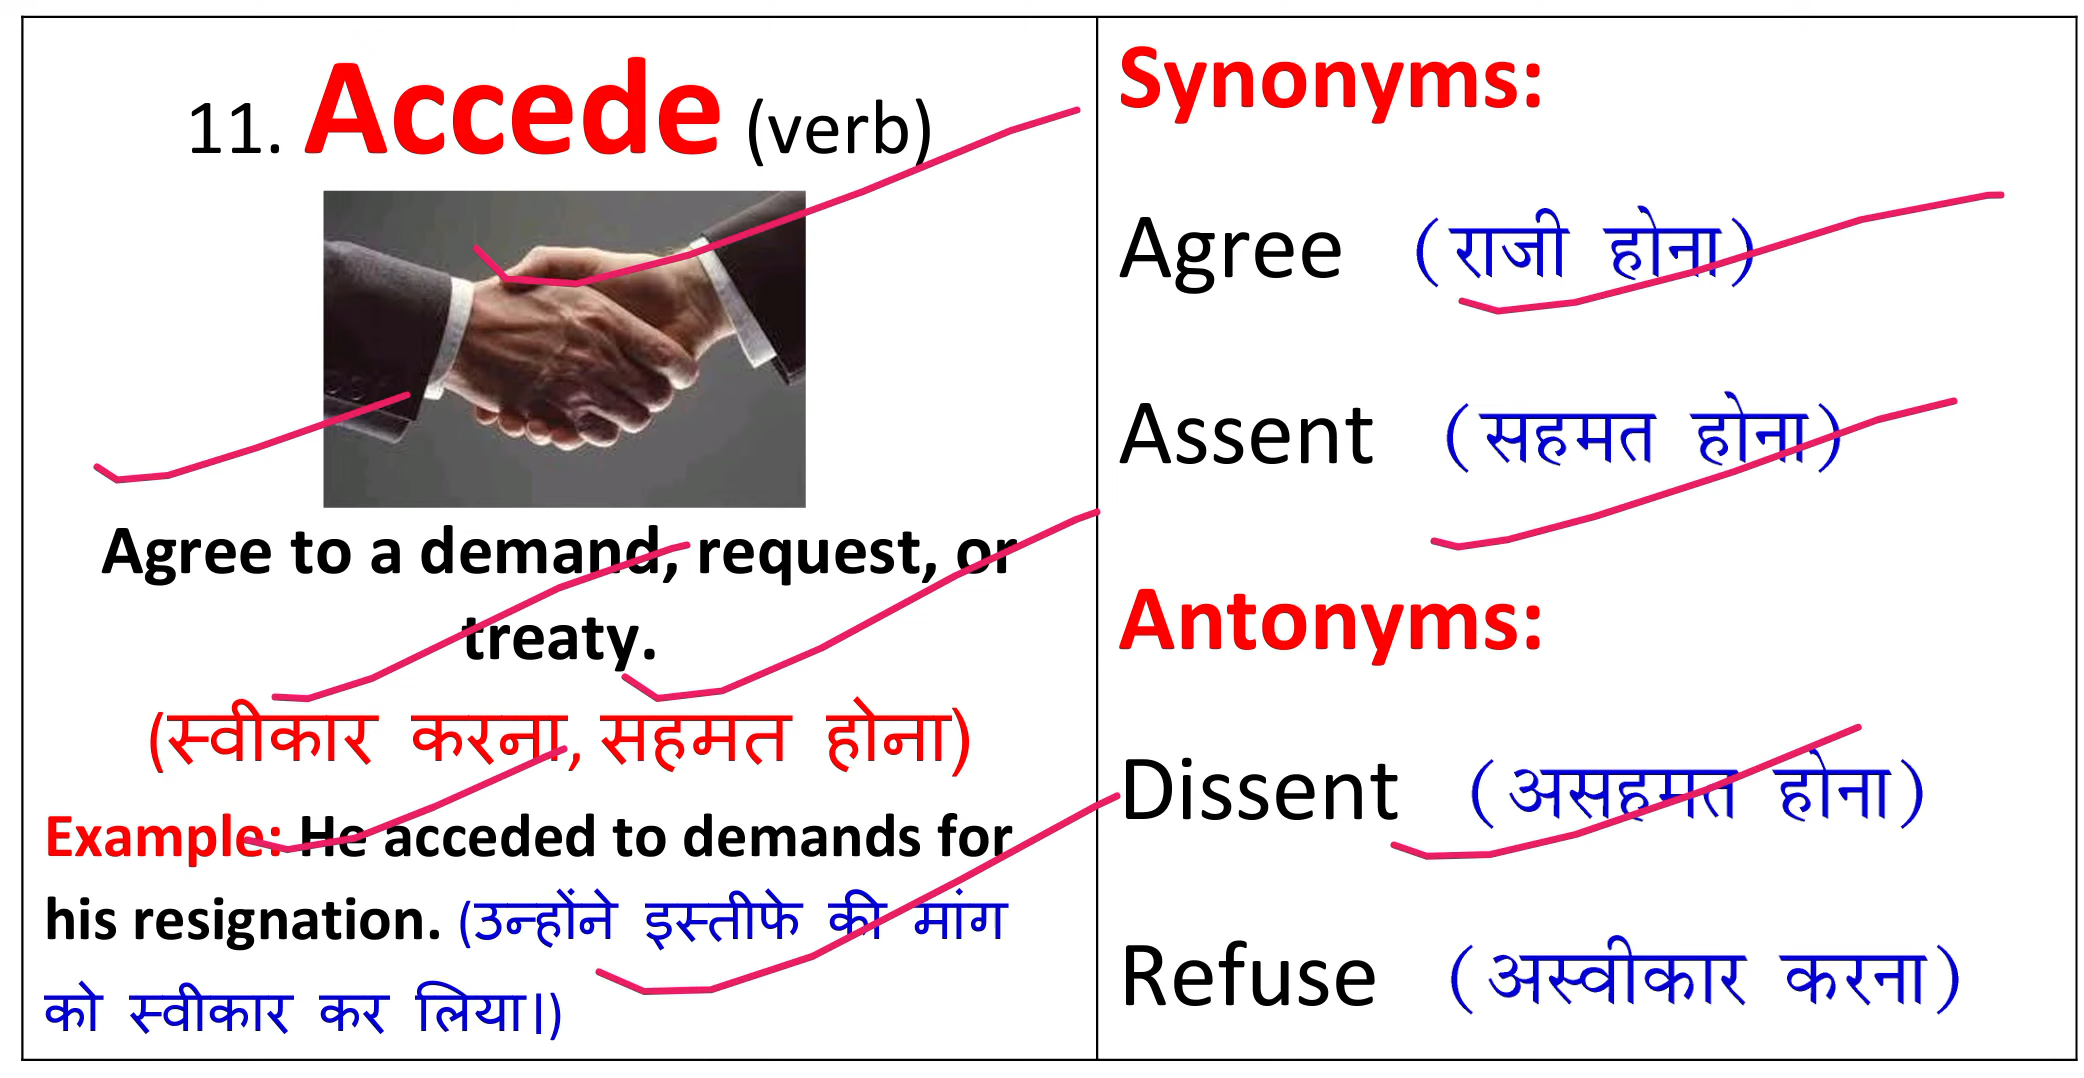 11. Accede (verb)
Agree to a demand, request, or
treaty.
(स्वीकार करना, सहमत होना)
Example: He acceded to demands for
his resignation. (उन्होंने इस्तीफे की मांग
को स्वीकार कर लिया।)
Synonyms:
Agree (राजी होना)
Assent (सहमत होना)
Antonyms:
Dissent (असहमत होना)
Refuse (अस्वीकार करना)